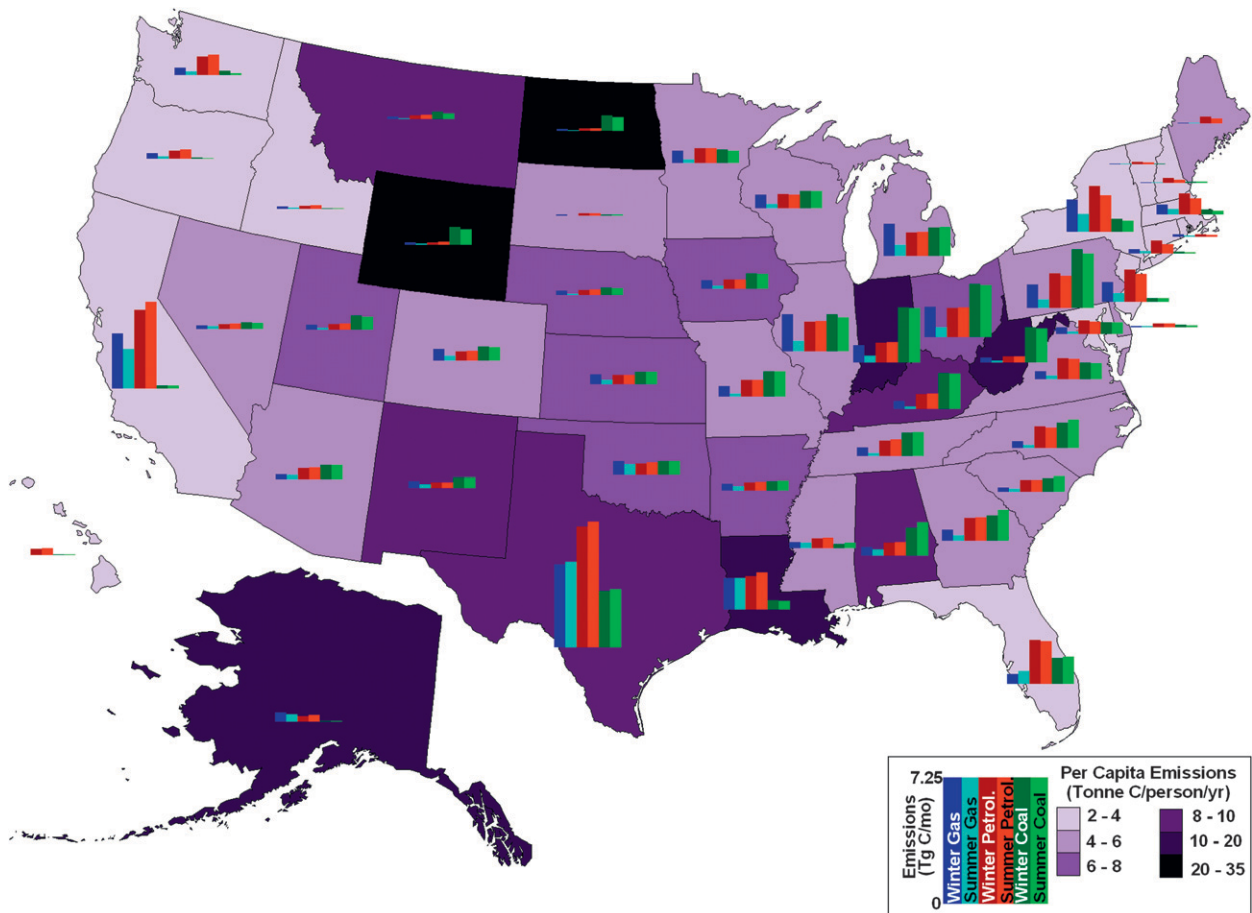 7.25
Emissions
(Tg C/mo)
0
Winter Gas
Summer Gas
Winter Petrol.
Summer Petrol.
Winter Coal
Summer Coal
Per Capita Emissions
(Tonne C/person/yr)
2 - 4
4 - 6
6 - 8
8 - 10
10 - 20
20 - 35